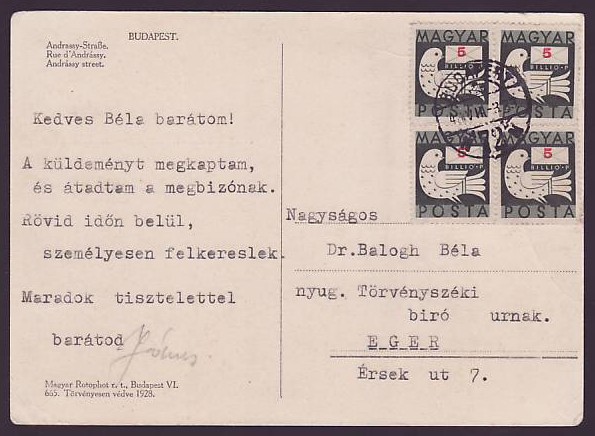 BUDAPEST.
Andrassy-Straße.
Rue d'Andrássy.
Andrássy street.
Kedves Béla barátom!
A küldeményt megkaptam,
és átadtam a megbizónak.
Rövid időn belül,
személyesen felkereslek.
Maradok tisztelettel
barátod János.
Magyar Rotophot r. t., Budapest VI.
665. Törvényesen védve 1928.
MAGYAR
5
BILLIÓ-P
POSTA
MAGYAR
5
BILLIÓ-P
POSTA
MAGYAR
5
BILLIÓ-P
POSTA
MAGYAR
5
BILLIÓ-P
POSTA
Nagyságos
Dr.Balogh Béla
nyug. Törvényszéki
biró urnak.
EGER
Érsek ut 7.